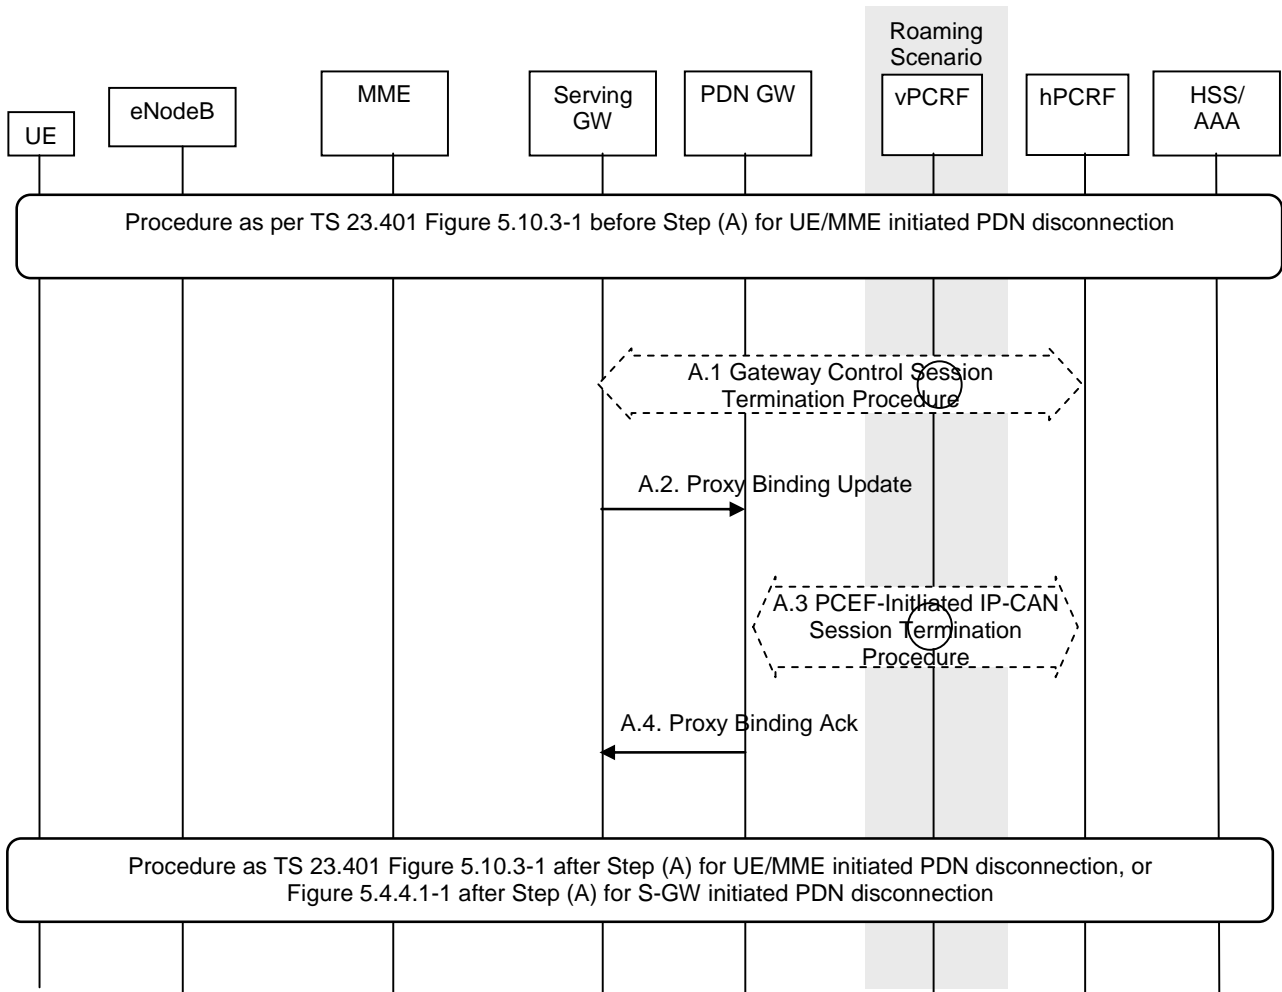 Roaming
Scenario
UE
eNodeB
MME
Serving
GW
PDN GW
vPCRF
hPCRF
HSS/
AAA
Procedure as per TS 23.401 Figure 5.10.3-1 before Step (A) for UE/MME initiated PDN disconnection
A.1 Gateway Control Session
Termination Procedure
A.2. Proxy Binding Update
A.3 PCEF-Initiated IP-CAN
Session Termination
Procedure
A.4. Proxy Binding Ack
Procedure as TS 23.401 Figure 5.10.3-1 after Step (A) for UE/MME initiated PDN disconnection, or
Figure 5.4.4.1-1 after Step (A) for S-GW initiated PDN disconnection